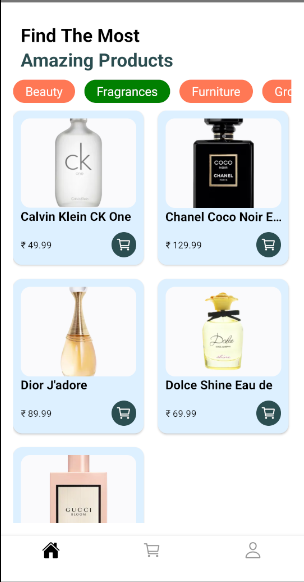 Find The Most
Amazing Products
Beauty
Fragrances
Furniture
Gro
ck
COCO
NOIR
CHANEL
Calvin Klein CK One
Chanel Coco Noir E...
₹ 49.99
₹ 129.99
Dolce
Dior J'adore
Dolce Shine Eau de
₹ 89.99
₹ 69.99
GUCCI
BLOOM